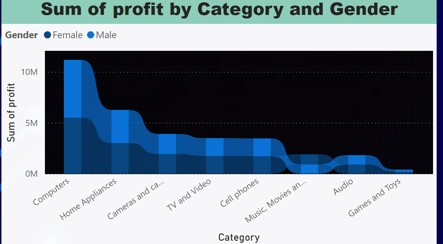 Sum of profit by Category and Gender
Gender Female Male
10M
5M
0M
Sum of profit
Computers
Home Appliances
Cameras and ca...
TV and Video
Cell phones
Music, Movies an...
Audio
Games and Toys
Category